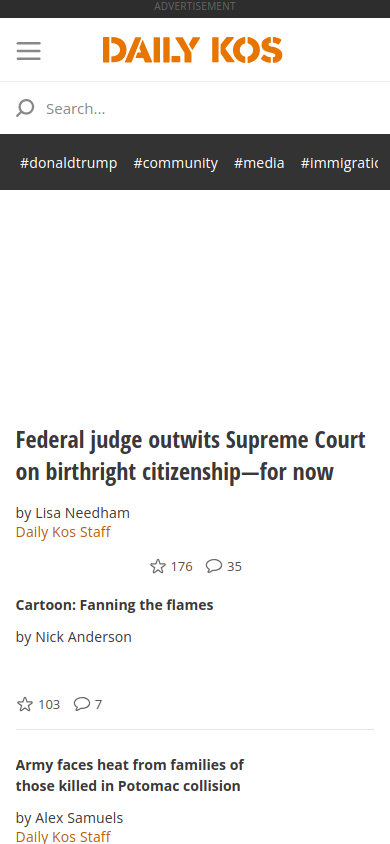 ADVERTISEMENT
DAILY KOS
Search...
#donaldtrump #community #media #immigratic
Federal judge outwits Supreme Court
on birthright citizenship—for now
by Lisa Needham
Daily Kos Staff
176 35
Cartoon: Fanning the flames
by Nick Anderson
103 7
Army faces heat from families of
those killed in Potomac collision
by Alex Samuels
Daily Kos Staff